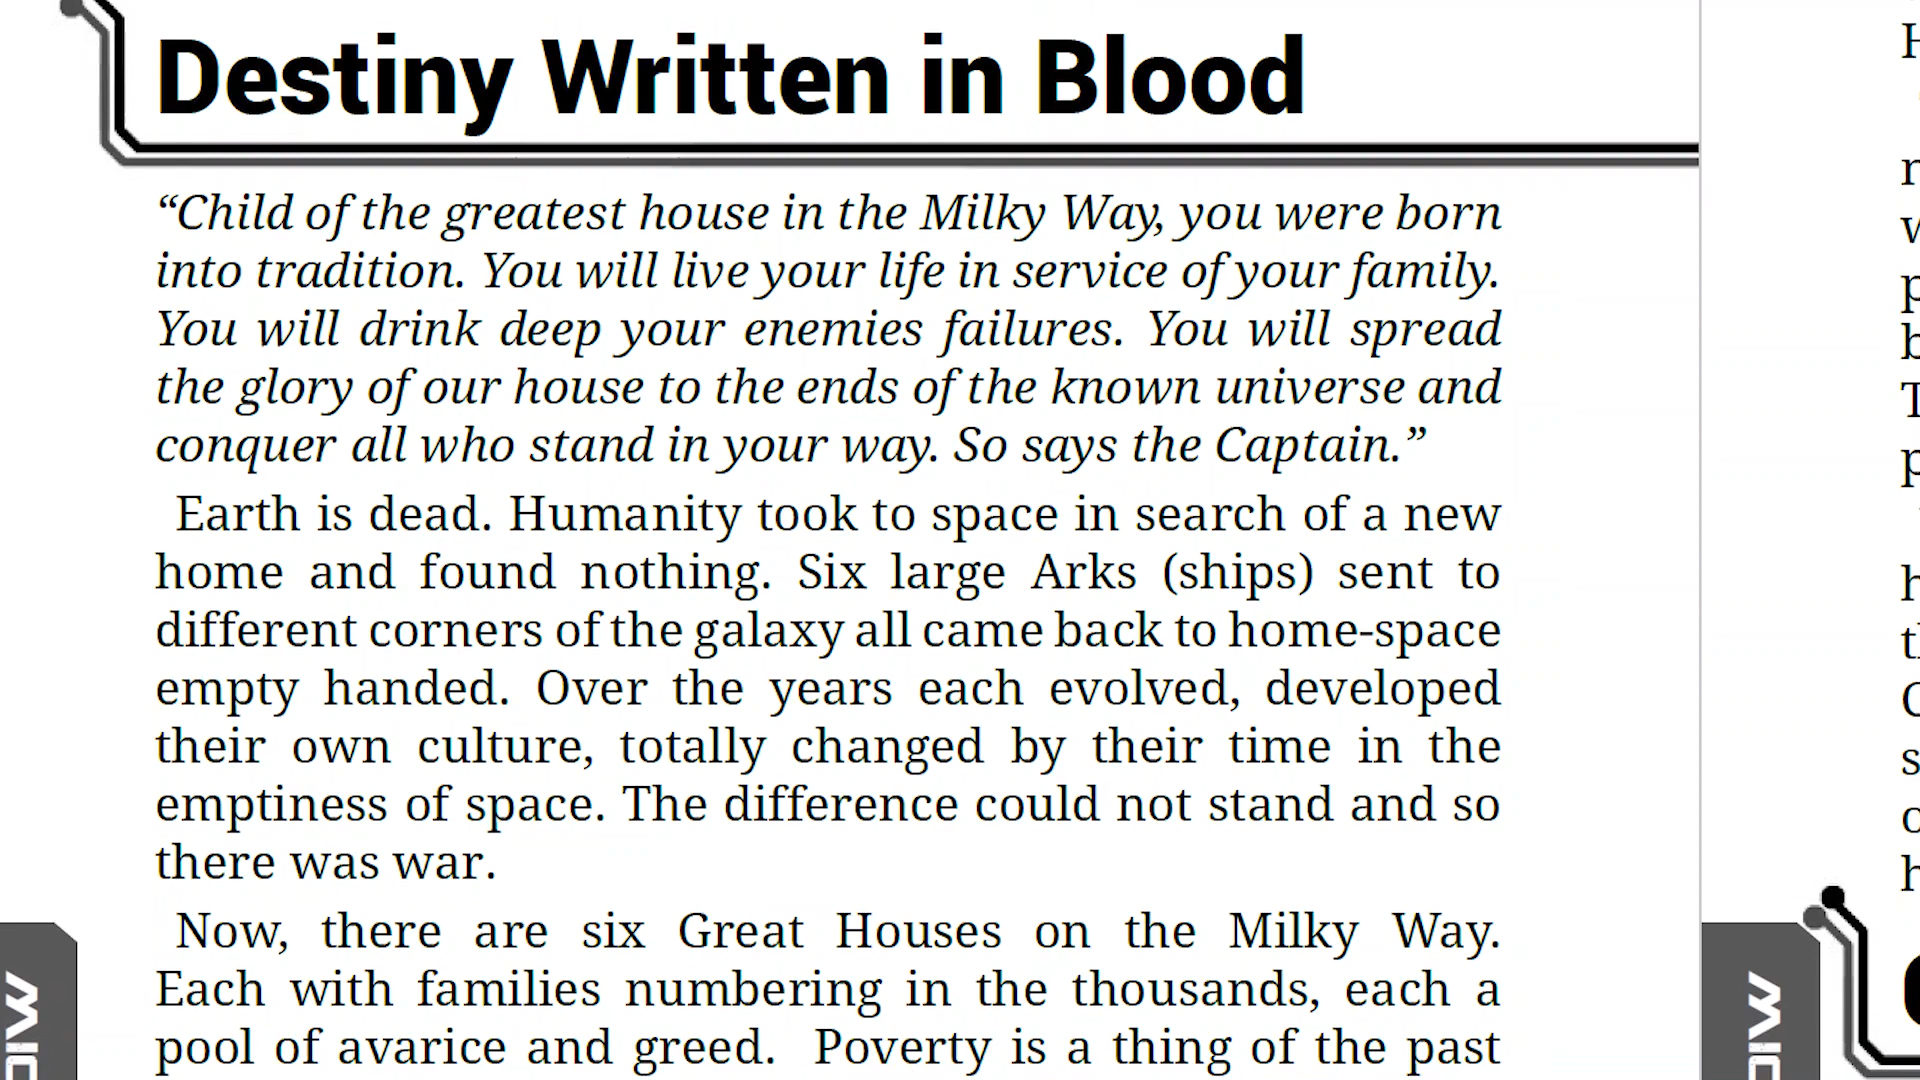 Destiny Written in Blood
“Child of the greatest house in the Milky Way, you were born
into tradition. You will live your life in service of your family.
You will drink deep your enemies failures. You will spread
the glory of our house to the ends of the known universe and
conquer all who stand in your way. So says the Captain.”
Earth is dead. Humanity took to space in search of a new
home and found nothing. Six large Arks (ships) sent to
different corners of the galaxy all came back to home-space
empty handed. Over the years each evolved, developed
their own culture, totally changed by their time in the
emptiness of space. The difference could not stand and so
there was war.
Now, there are six Great Houses on the Milky Way.
Each with families numbering in the thousands, each a
pool of avarice and greed.  Poverty is a thing of the past